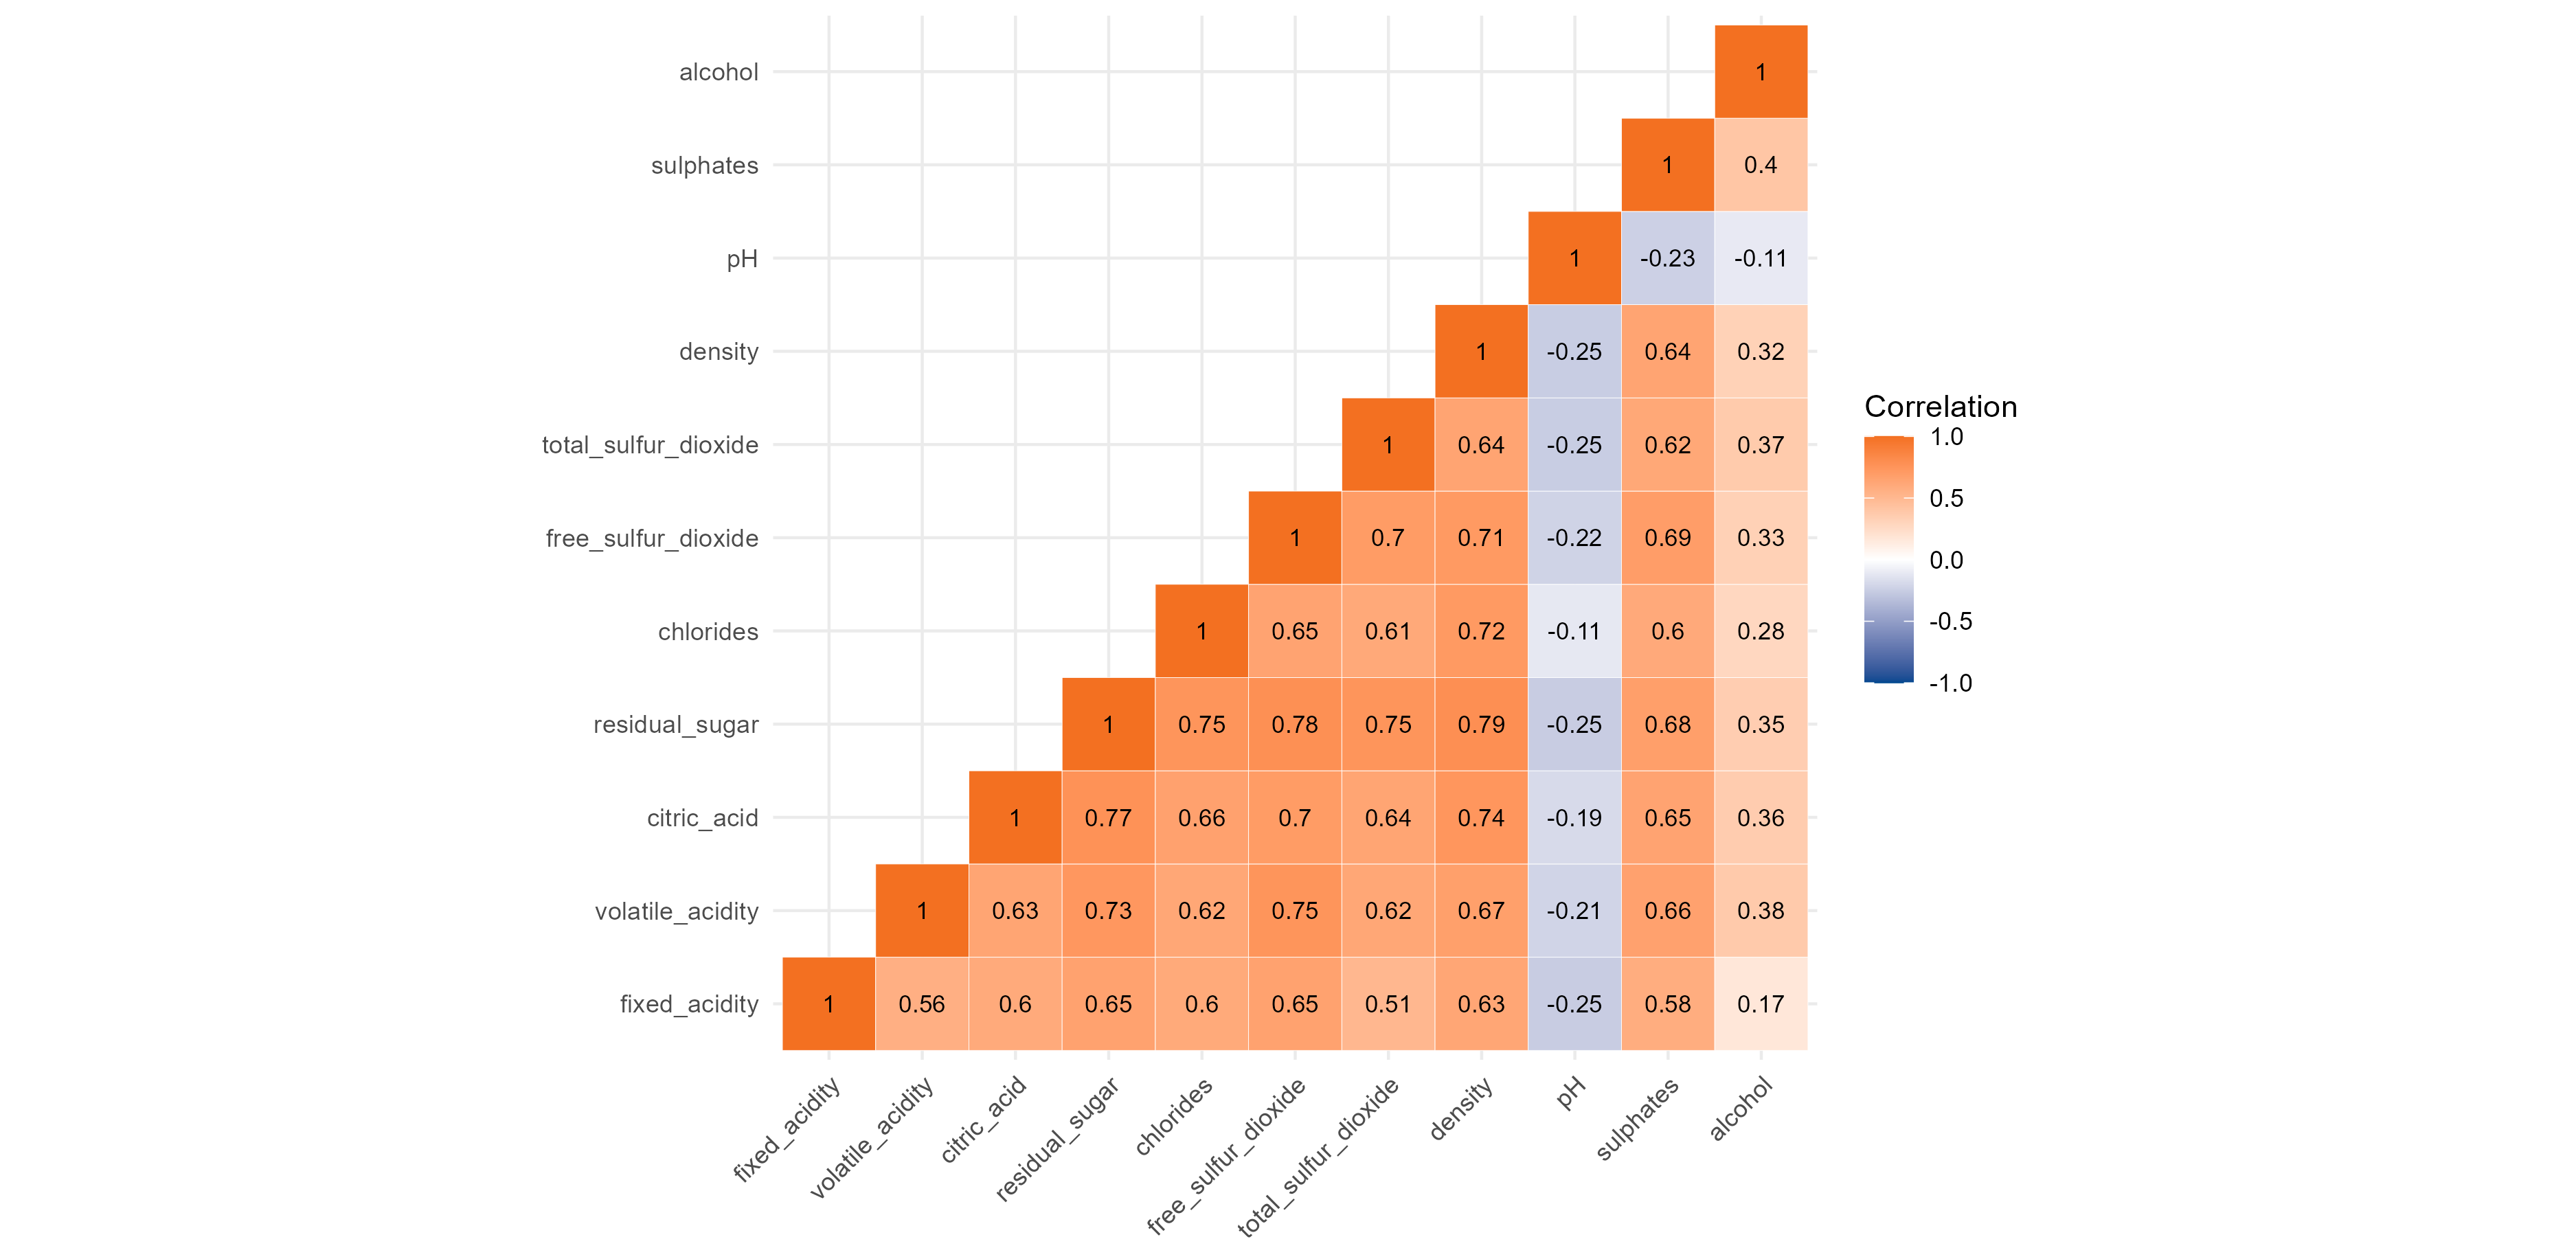 alcohol 1
sulphates 1 0.4
pH 1 -0.23 -0.11
density 1 -0.25 0.64 0.32
total_sulfur_dioxide 1 0.64 -0.25 0.62 0.37
free_sulfur_dioxide 1 0.7 0.71 -0.22 0.69 0.33
chlorides 1 0.65 0.61 0.72 -0.11 0.6 0.28
residual_sugar 1 0.75 0.78 0.75 0.79 -0.25 0.68 0.35
citric_acid 1 0.77 0.66 0.7 0.64 0.74 -0.19 0.65 0.36
volatile_acidity 1 0.63 0.73 0.62 0.75 0.62 0.67 -0.21 0.66 0.38
fixed_acidity 1 0.56 0.6 0.65 0.6 0.65 0.51 0.63 -0.25 0.58 0.17
fixed_acidity
volatile_acidity
citric_acid
residual_sugar
chlorides
free_sulfur_dioxide
total_sulfur_dioxide
density
pH
sulphates
alcohol
Correlation
1.0
0.5
0.0
-0.5
-1.0